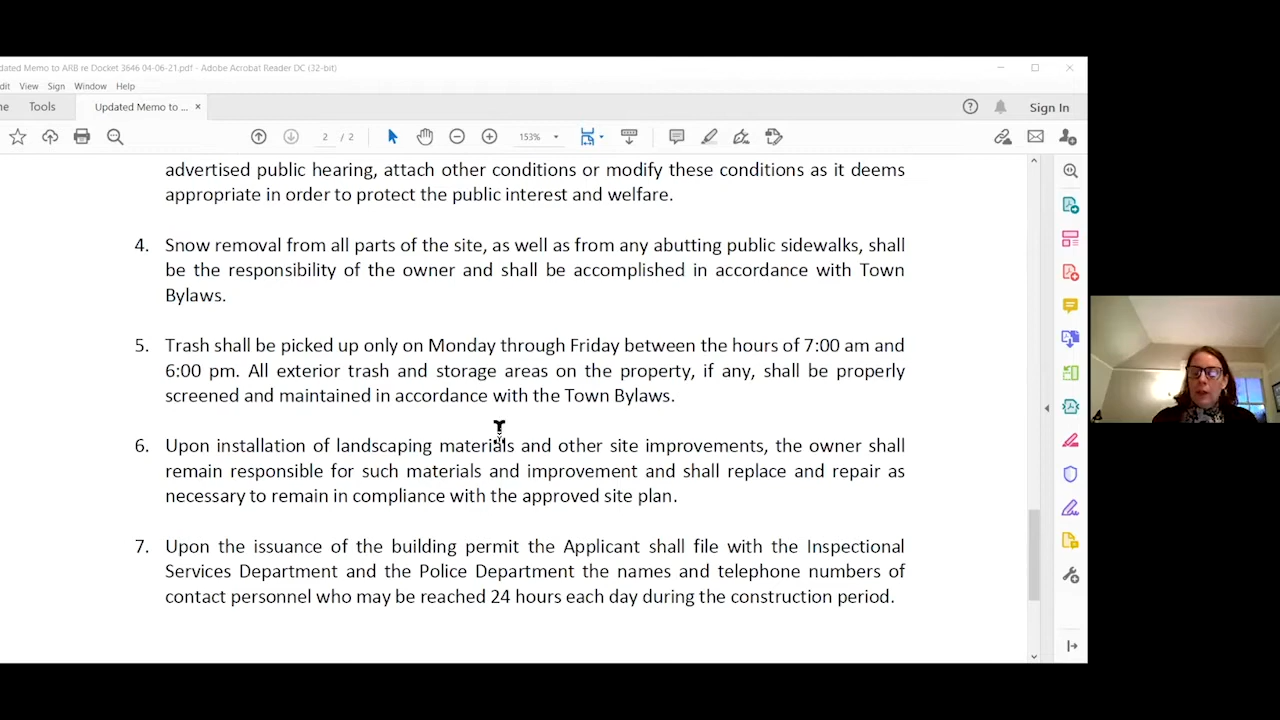 dated Memo to ARB re Docket 3646 04-06-21.pdf - Adobe Acrobat Reader DC (32-bit)
dit View Sign Window Help
ne Tools Updated Memo to ... × Sign In
2 / 2 153%
advertised public hearing, attach other conditions or modify these conditions as it deems
appropriate in order to protect the public interest and welfare.
4. Snow removal from all parts of the site, as well as from any abutting public sidewalks, shall
be the responsibility of the owner and shall be accomplished in accordance with Town
Bylaws.
5. Trash shall be picked up only on Monday through Friday between the hours of 7:00 am and
6:00 pm. All exterior trash and storage areas on the property, if any, shall be properly
screened and maintained in accordance with the Town Bylaws.
6. Upon installation of landscaping materials and other site improvements, the owner shall
remain responsible for such materials and improvement and shall replace and repair as
necessary to remain in compliance with the approved site plan.
7. Upon the issuance of the building permit the Applicant shall file with the Inspectional
Services Department and the Police Department the names and telephone numbers of
contact personnel who may be reached 24 hours each day during the construction period.